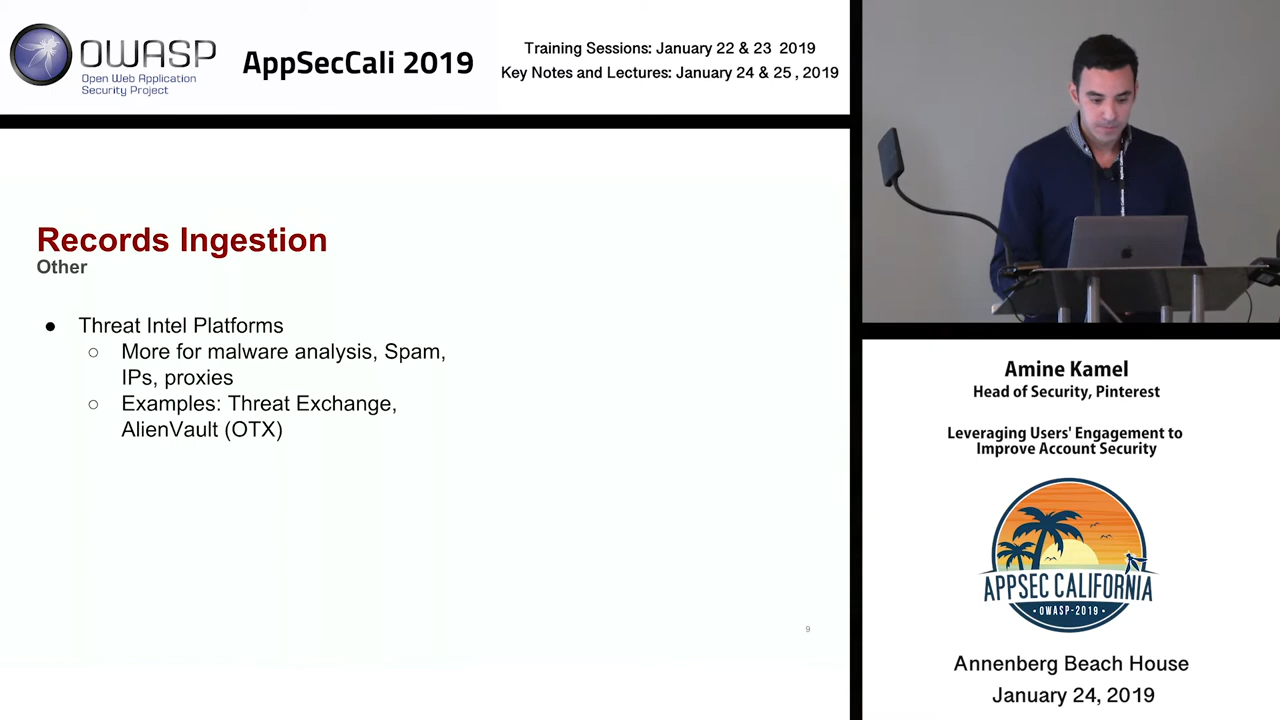 OWASP
Open Web Application
Security Project
AppSecCali 2019
Training Sessions: January 22 & 23 2019
Key Notes and Lectures: January 24 & 25 , 2019
Records Ingestion
Other
● Threat Intel Platforms
○ More for malware analysis, Spam,
IPs, proxies
○ Examples: Threat Exchange,
AlienVault (OTX)
9
Amine Kamel
Head of Security, Pinterest
Leveraging Users' Engagement to
Improve Account Security
APPSEC CALIFORNIA
· OWASP-2019 ·
Annenberg Beach House
January 24, 2019